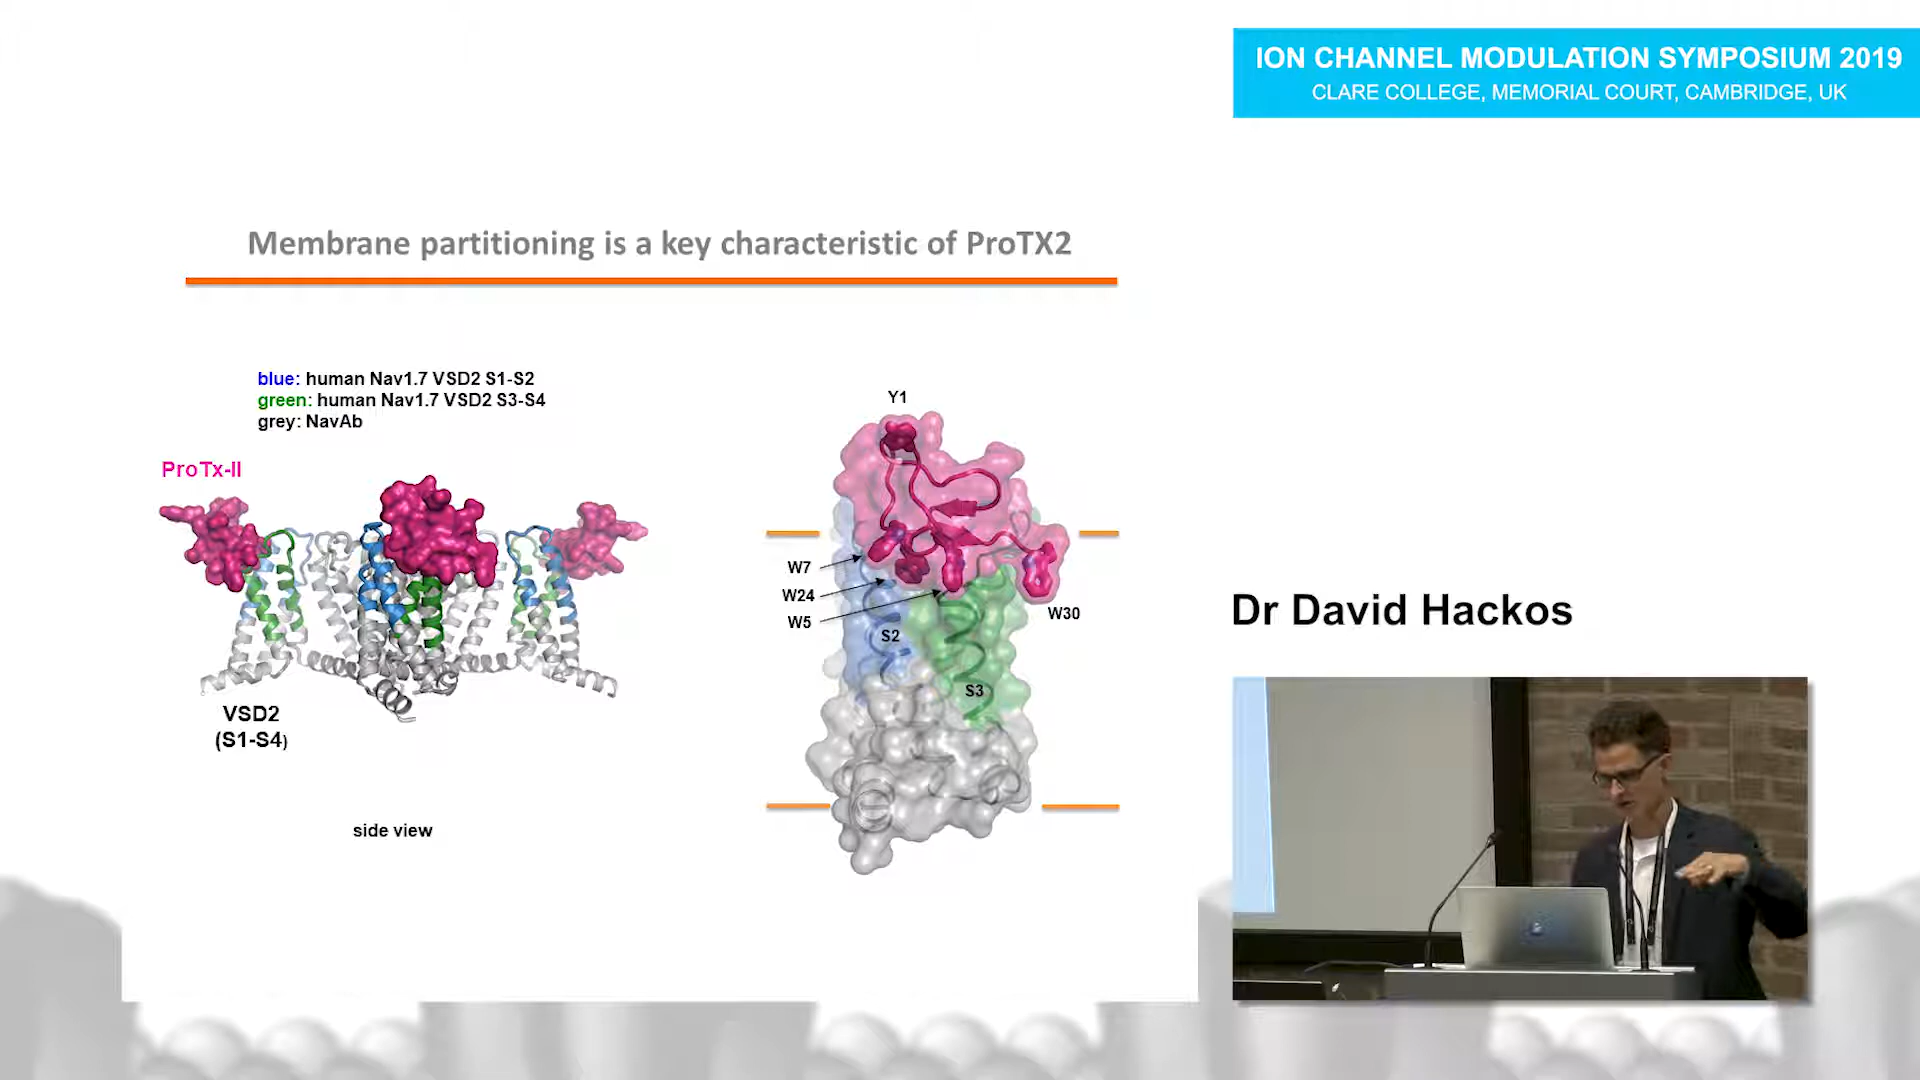 ION CHANNEL MODULATION SYMPOSIUM 2019
CLARE COLLEGE, MEMORIAL COURT, CAMBRIDGE, UK
Membrane partitioning is a key characteristic of ProTX2
blue: human Nav1.7 VSD2 S1-S2
green: human Nav1.7 VSD2 S3-S4
grey: NavAb
ProTx-II
VSD2
(S1-S4)
side view
Y1
W7
W24
W5
W30
S2
S3
Dr David Hackos